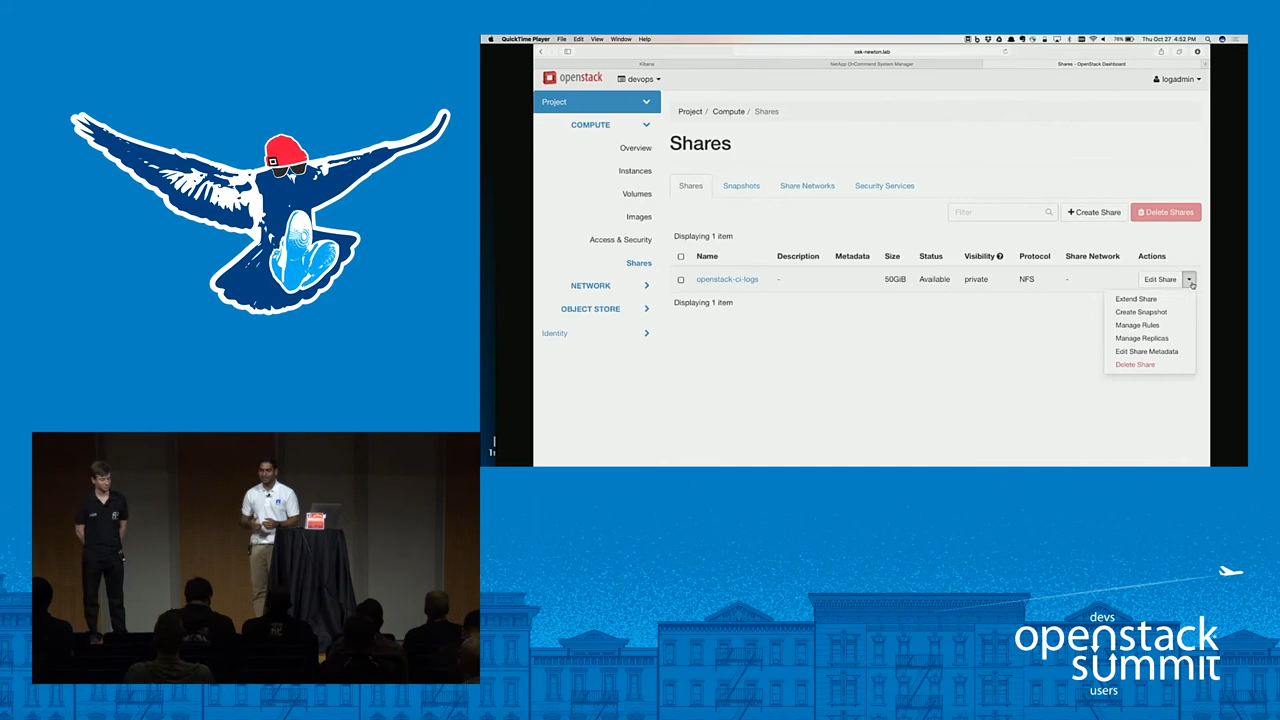 QuickTime Player File Edit View Window Help
78% Thu Oct 27 4:52 PM
osk-newton.lab
Kibana
NetApp OnCommand System Manager
Shares - OpenStack Dashboard
openstack devops logadmin
Project
COMPUTE
Overview
Instances
Volumes
Images
Access & Security
Shares
NETWORK
OBJECT STORE
Identity
Project / Compute / Shares
Shares
Shares Snapshots Share Networks Security Services
Filter + Create Share Delete Shares
Displaying 1 item
Name Description Metadata Size Status Visibility Protocol Share Network Actions
openstack-ci-logs - 50GiB Available private NFS - Edit Share
Displaying 1 item
Extend Share
Create Snapshot
Manage Rules
Manage Replicas
Edit Share Metadata
Delete Share
devs
openstack
summit
users